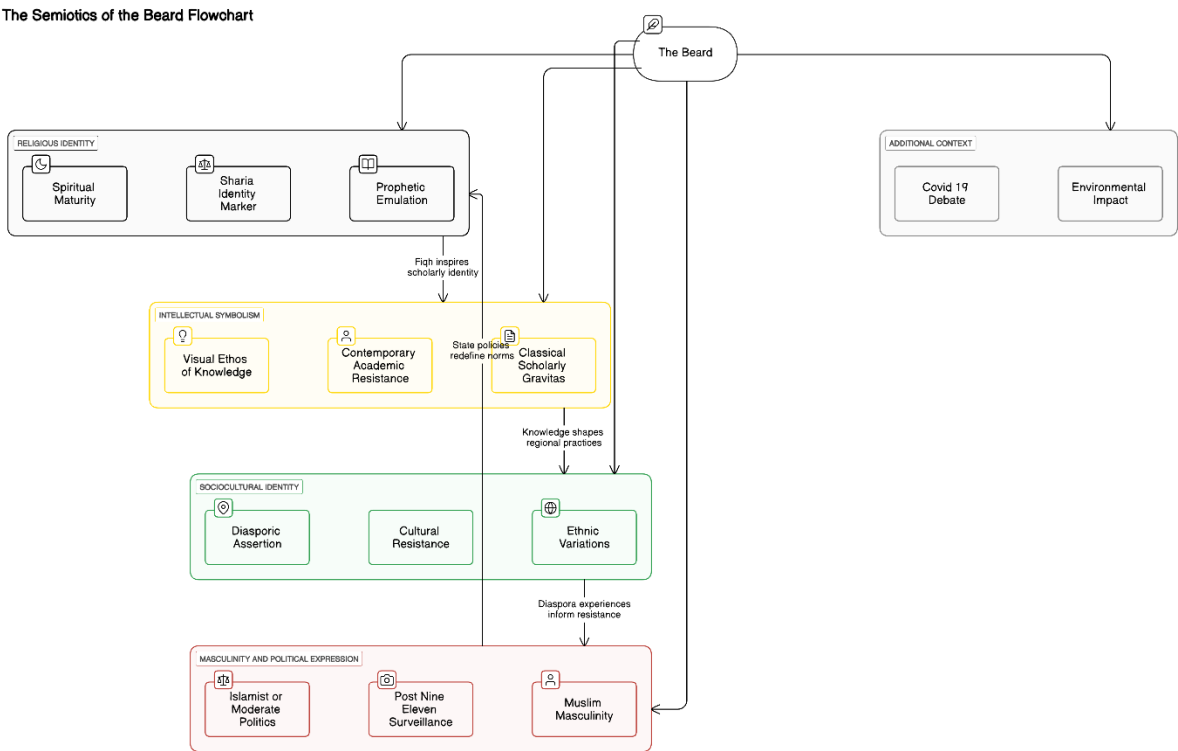 The Semiotics of the Beard Flowchart
The Beard
RELIGIOUS IDENTITY
Spiritual
Maturity
Sharia
Identity
Marker
Prophetic
Emulation
ADDITIONAL CONTEXT
Covid 19
Debate
Environmental
Impact
Fiqh inspires
scholarly identity
INTELLECTUAL SYMBOLISM
Visual Ethos
of Knowledge
Contemporary
Academic
Resistance
State policies
redefine norms
Classical
Scholarly
Gravitas
Knowledge shapes
regional practices
SOCIOCULTURAL IDENTITY
Diasporic
Assertion
Cultural
Resistance
Ethnic
Variations
Diaspora experiences
inform resistance
MASCULINITY AND POLITICAL EXPRESSION
Islamist or
Moderate
Politics
Post Nine
Eleven
Surveillance
Muslim
Masculinity